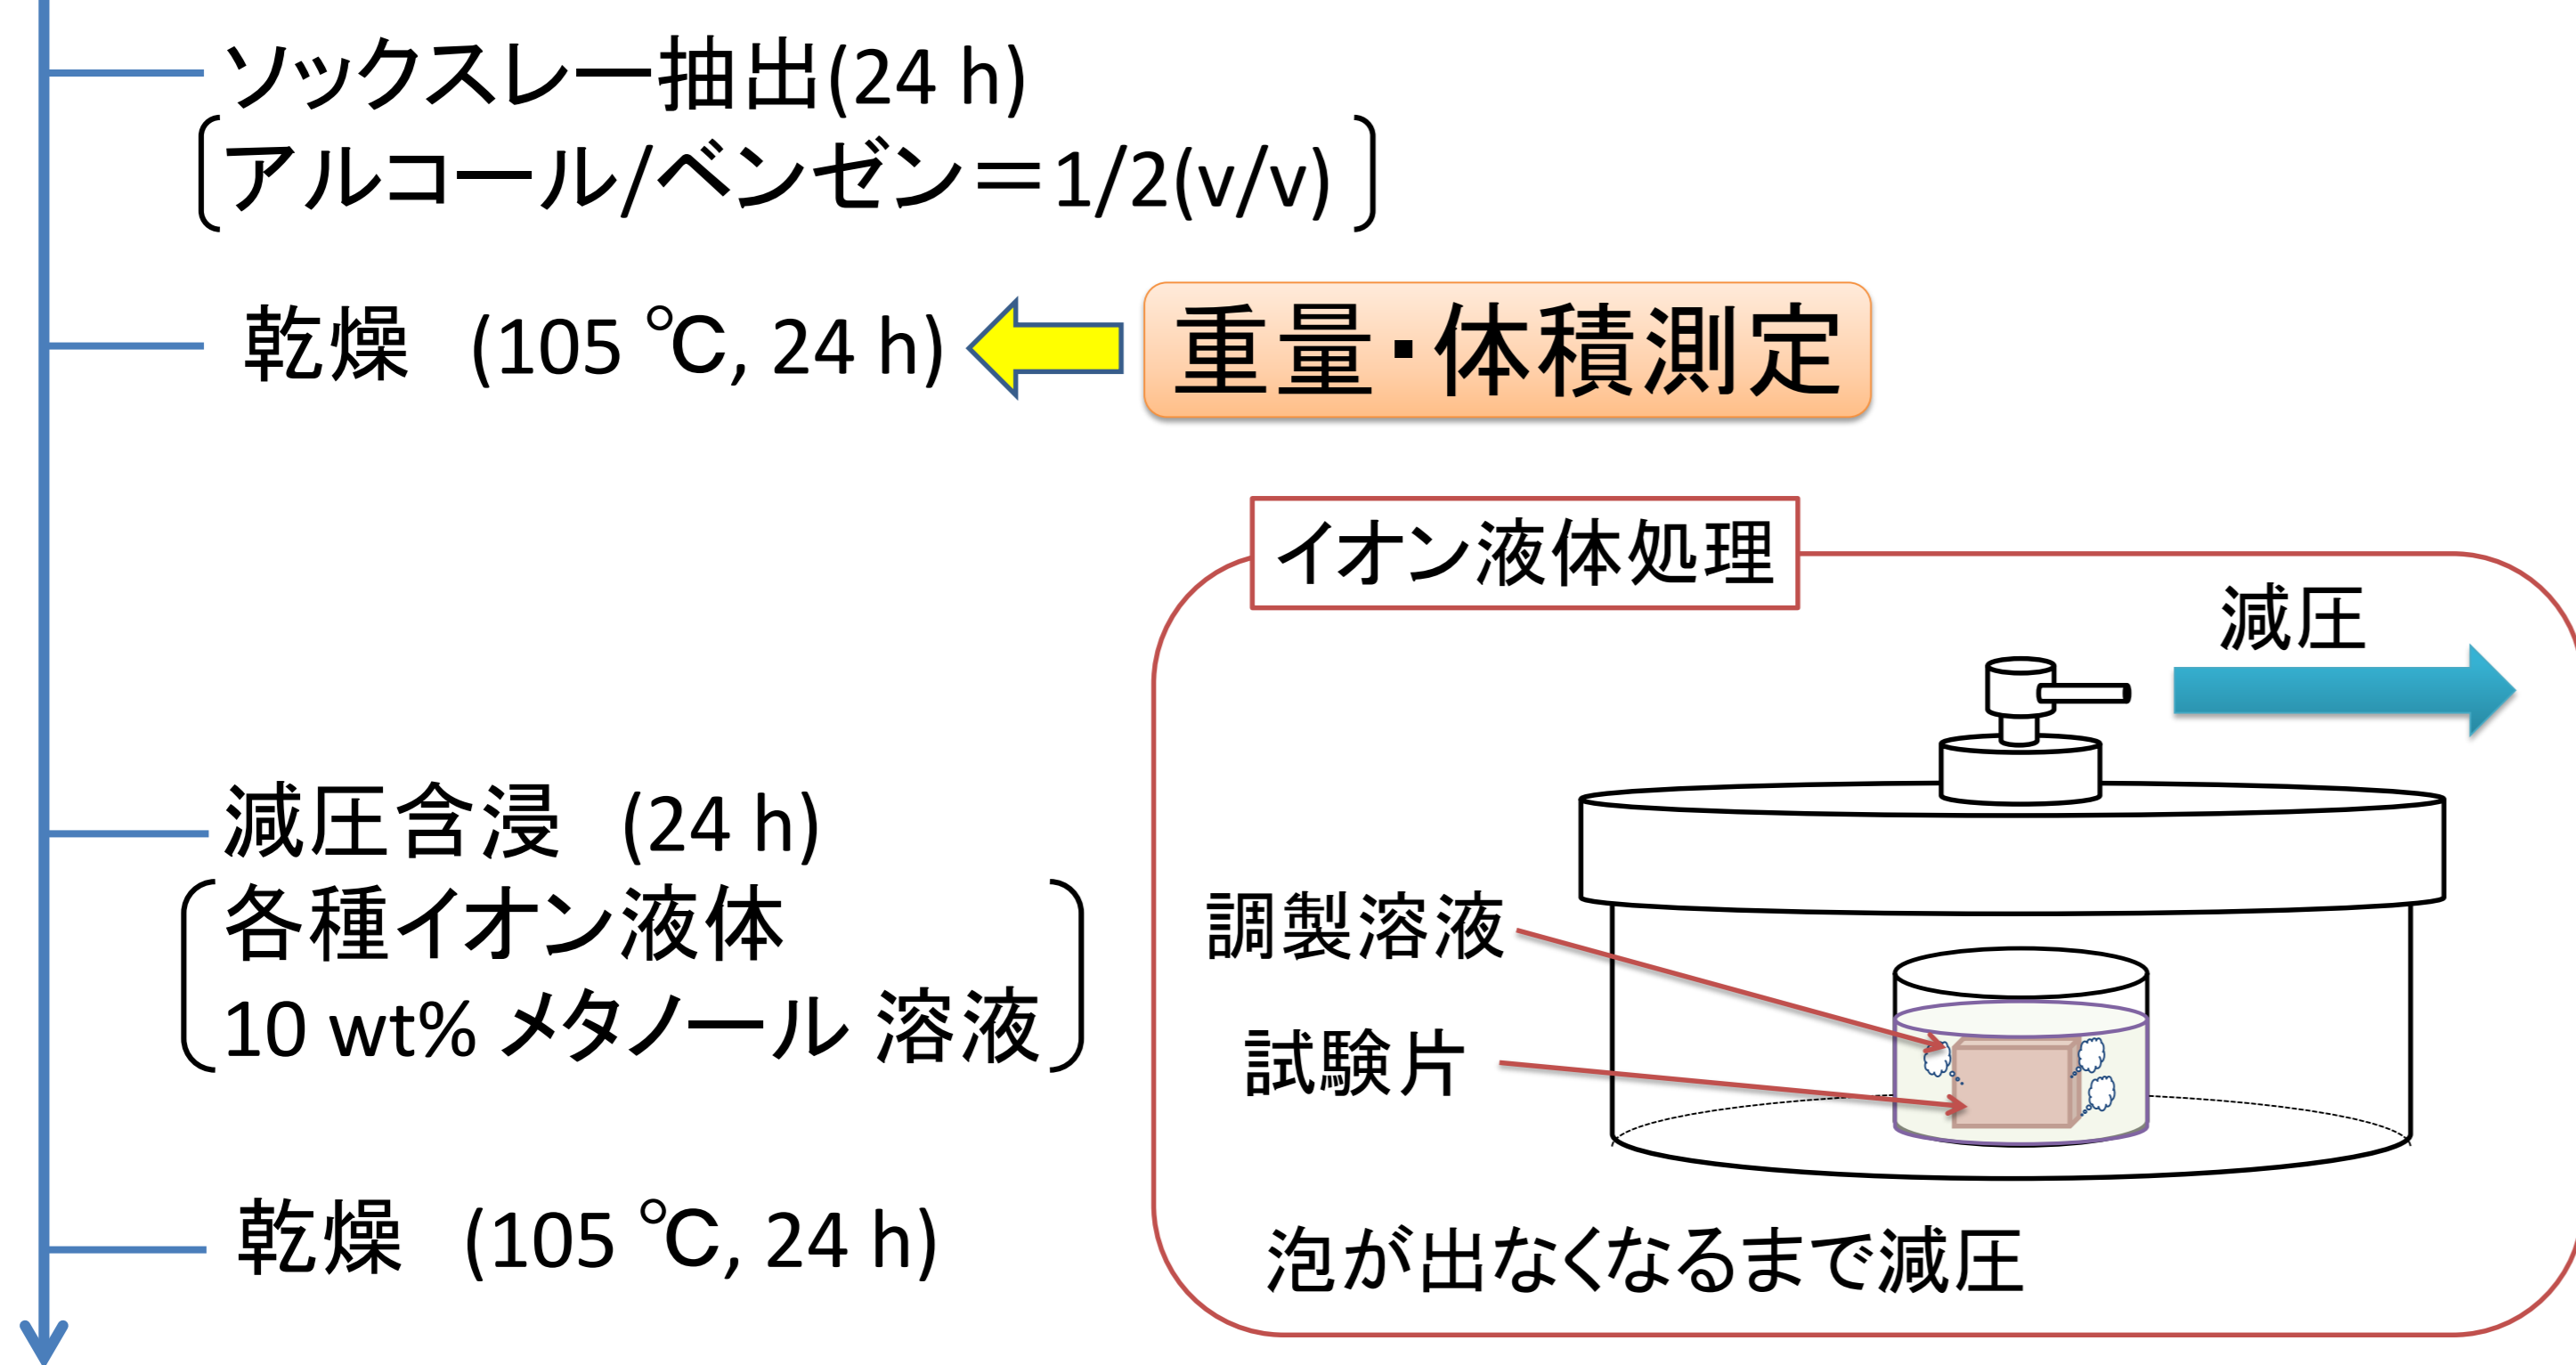 ソックスレー抽出(24 h)
アルコール/ベンゼン＝1/2(v/v)
乾燥 (105 ℃, 24 h)
重量・体積測定
減圧含浸 (24 h)
各種イオン液体
10 wt% メタノール 溶液
乾燥 (105 ℃, 24 h)
イオン液体処理
減圧
調製溶液
試験片
泡が出なくなるまで減圧